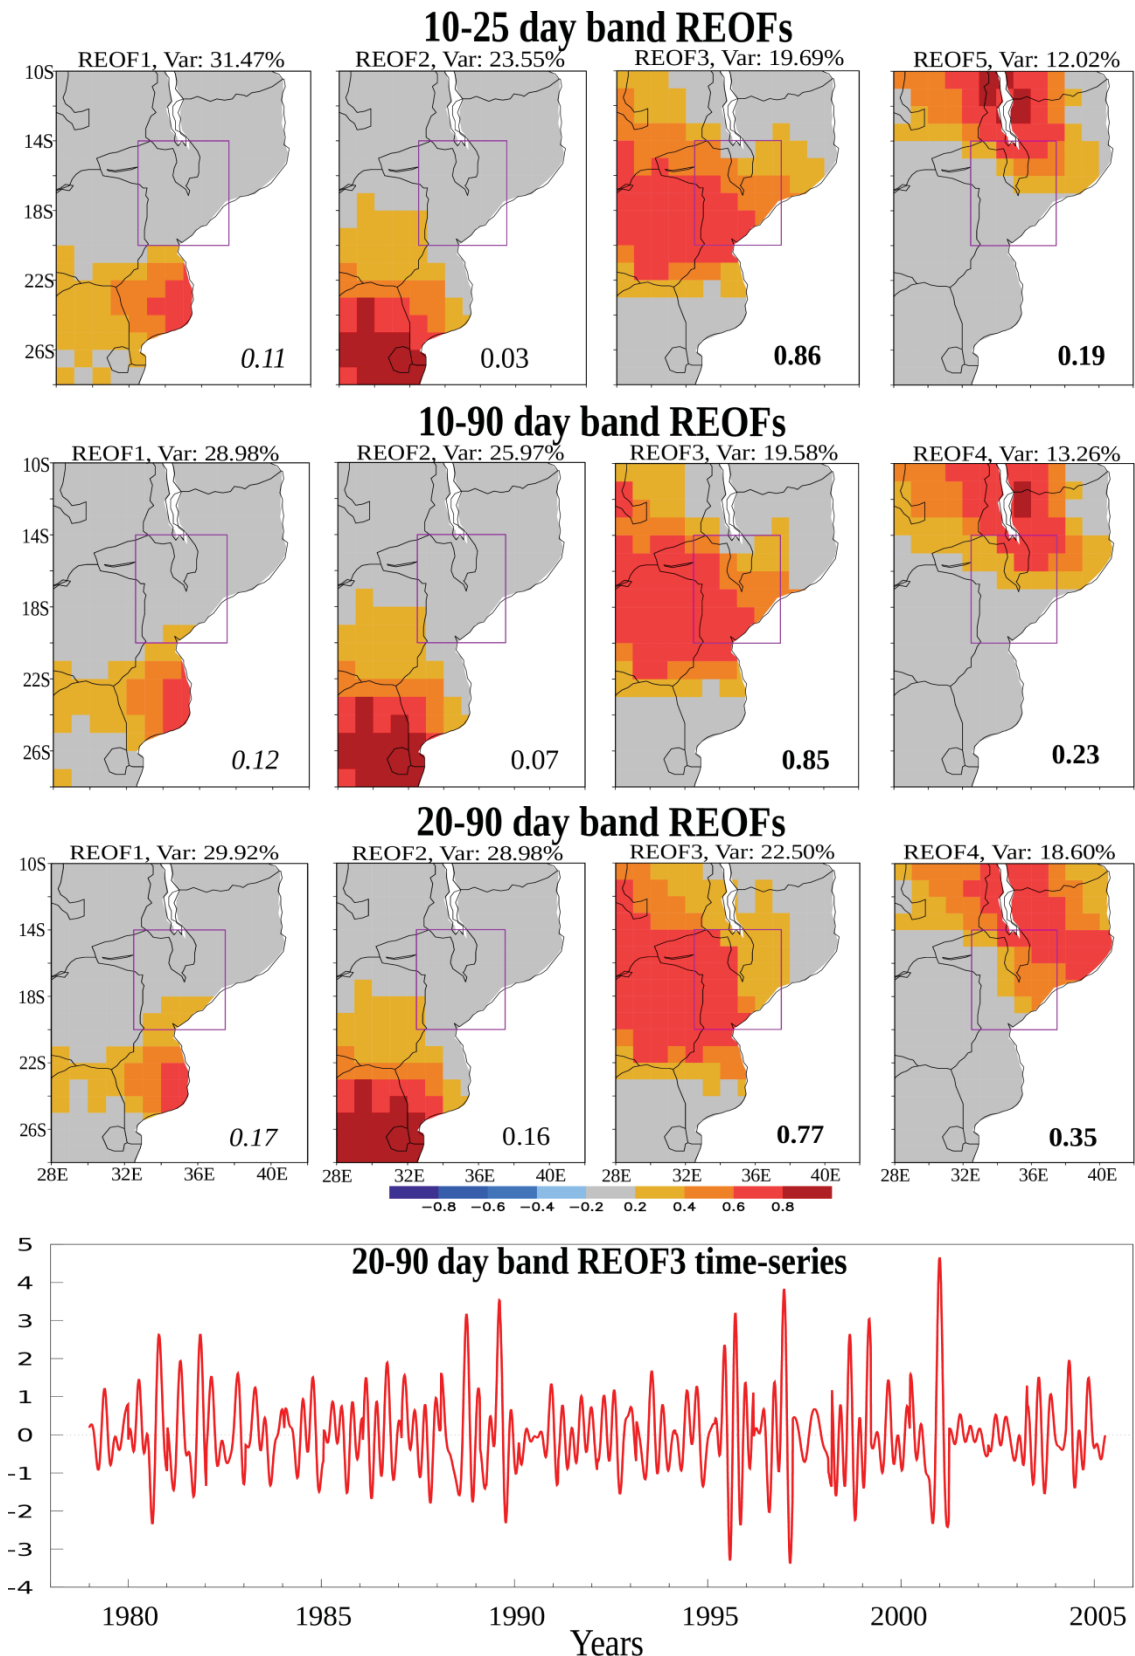 10-25 day band REOFs
REOF1, Var: 31.47% REOF2, Var: 23.55% REOF3, Var: 19.69% REOF5, Var: 12.02%
10S
14S
18S
22S
26S
0.11 0.03 0.86 0.19
10-90 day band REOFs
REOF1, Var: 28.98% REOF2, Var: 25.97% REOF3, Var: 19.58% REOF4, Var: 13.26%
10S
14S
18S
22S
26S
0.12 0.07 0.85 0.23
20-90 day band REOFs
REOF1, Var: 29.92% REOF2, Var: 28.98% REOF3, Var: 22.50% REOF4, Var: 18.60%
10S
14S
18S
22S
26S
0.17 0.16 0.77 0.35
28E 32E 36E 40E 28E 32E 36E 40E 28E 32E 36E 40E 28E 32E 36E 40E
−0.8 −0.6 −0.4 −0.2 0.2 0.4 0.6 0.8
20-90 day band REOF3 time-series
5
4
3
2
1
0
-1
-2
-3
-4
1980 1985 1990 1995 2000 2005
Years